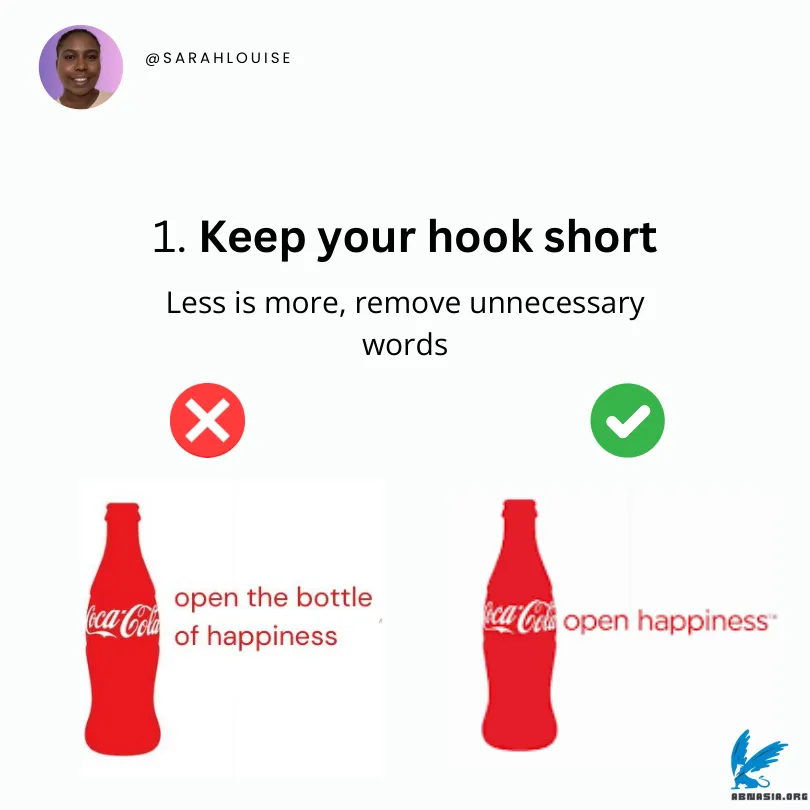 @SARAHLOUISE
1. Keep your hook short
Less is more, remove unnecessary
words
Coca-Cola
open the bottle
of happiness
Coca-Cola
open happiness™
ABNASIA.ORG